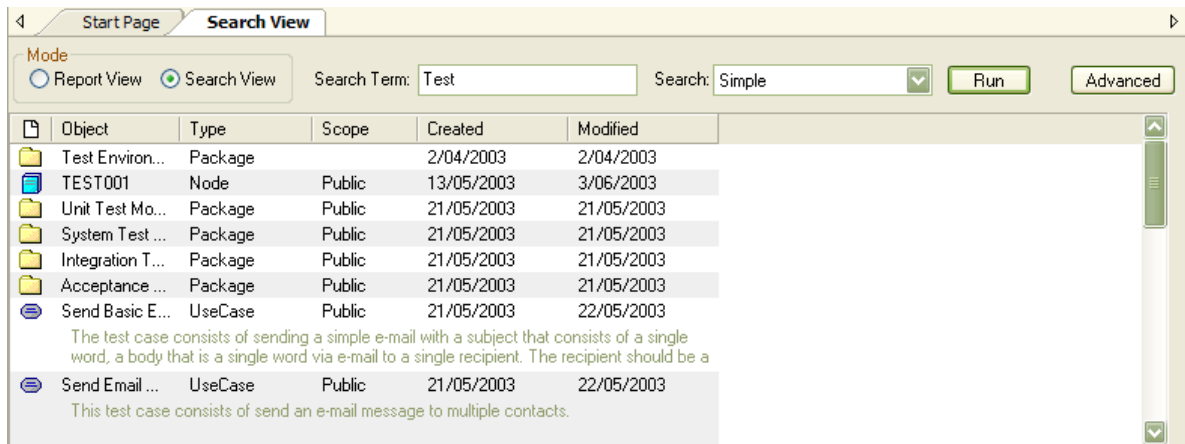 Start Page Search View
Mode
Report View Search View Search Term: Test Search: Simple Run Advanced
Object Type Scope Created Modified
Test Environ... Package 2/04/2003 2/04/2003
TEST001 Node Public 13/05/2003 3/06/2003
Unit Test Mo... Package Public 21/05/2003 21/05/2003
System Test ... Package Public 21/05/2003 21/05/2003
Integration T... Package Public 21/05/2003 21/05/2003
Acceptance ... Package Public 21/05/2003 21/05/2003
Send Basic E... UseCase Public 21/05/2003 22/05/2003
The test case consists of sending a simple e-mail with a subject that consists of a single
word, a body that is a single word via e-mail to a single recipient. The recipient should be a
Send Email ... UseCase Public 21/05/2003 22/05/2003
This test case consists of send an e-mail message to multiple contacts.